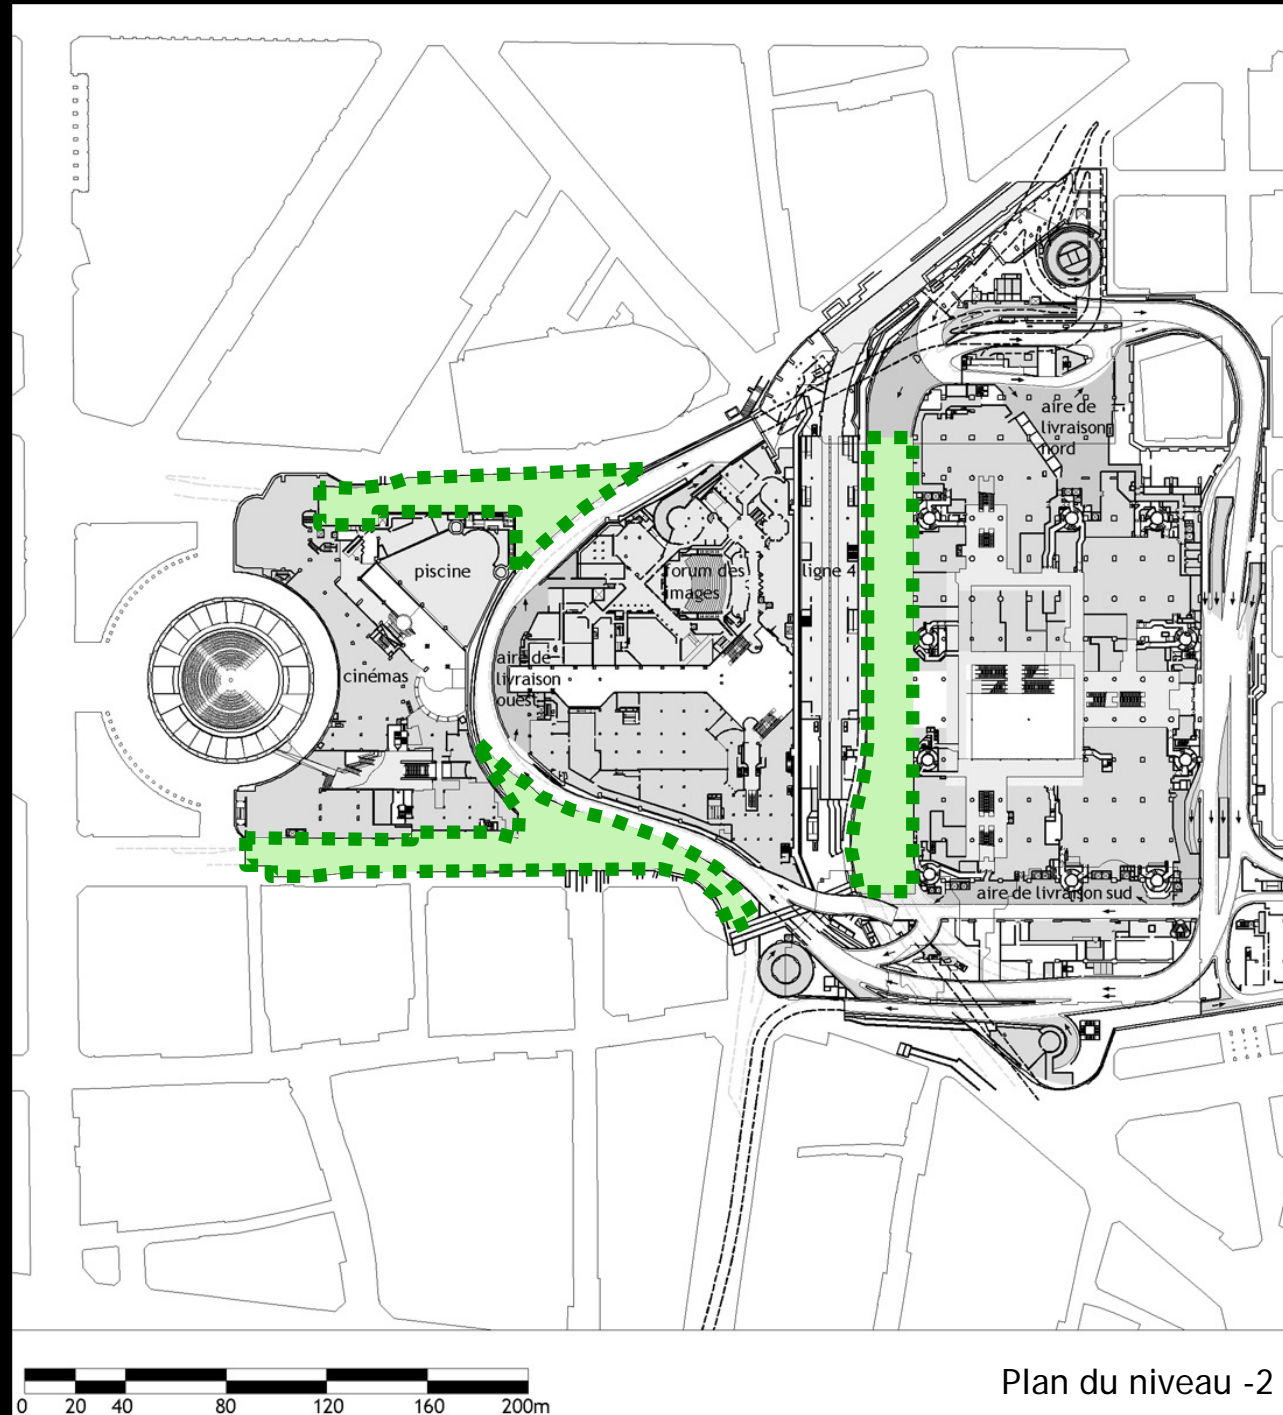 aire de
livraison
nord
piscine
forum des
images
ligne 4
aire de
livraison
ouest
cinémas
aire de livraison sud
0 20 40 80 120 160 200m
Plan du niveau -2